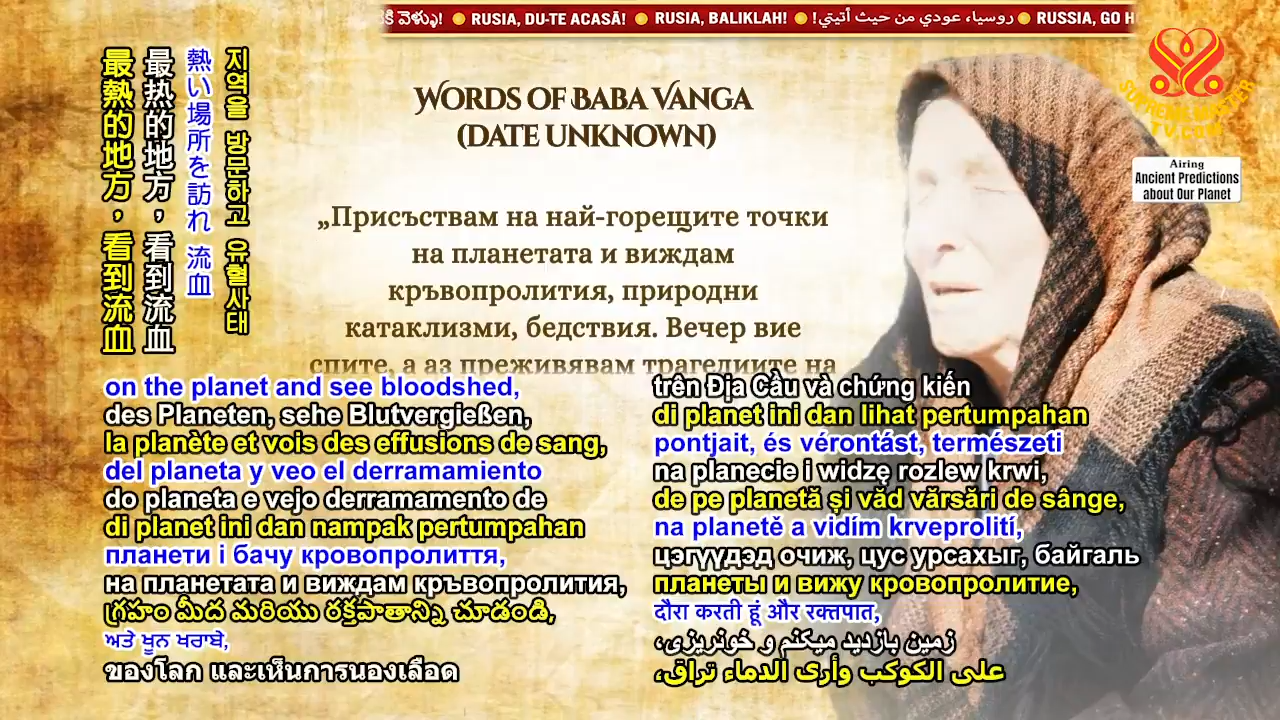 వెళ్ళు! RUSIA, DU-TE ACASĂ! RUSIA, BALIKLAH! روسيا، عودي من حيث أتيتي! RUSSIA, GO
SUPREME MASTER
TV.COM
Airing
Ancient Predictions
about Our Planet
WORDS OF BABA VANGA
(DATE UNKNOWN)
„Присъствам на най-горещите точки
на планетата и виждам
кръвопролития, природни
катаклизми, бедствия. Вечер вие
спите, а аз преживявам трагедиите на
지역을 방문하고 유혈사태
熱い場所を訪れ 流血
最热的地方，看到流血
最熱的地方，看到流血
on the planet and see bloodshed,
des Planeten, sehe Blutvergießen,
la planète et vois des effusions de sang,
del planeta y veo el derramamiento
do planeta e vejo derramamento de
di planet ini dan nampak pertumpahan
планети і бачу кровопролиття,
на планетата и виждам кръвопролития,
గ్రహం మీద మరియు రక్తపాతాన్ని చూడండి,
ਅਤੇ ਖੂਨ ਖਰਾਬੇ,
ของโลก และเห็นการนองเลือด
trên Địa Cầu và chứng kiến
di planet ini dan lihat pertumpahan
pontjait, és vérontást, természeti
na planecie i widzę rozlew krwi,
de pe planetă și văd vărsări de sânge,
na planetě a vidím krveprolití,
цэгүүдэд очиж, цус урсахыг, байгаль
планеты и вижу кровопролитие,
दौरा करती हूं और रक्तपात,
زمین بازدید میکنم و خونریزی،
على الكوكب وأرى الدماء تراق،